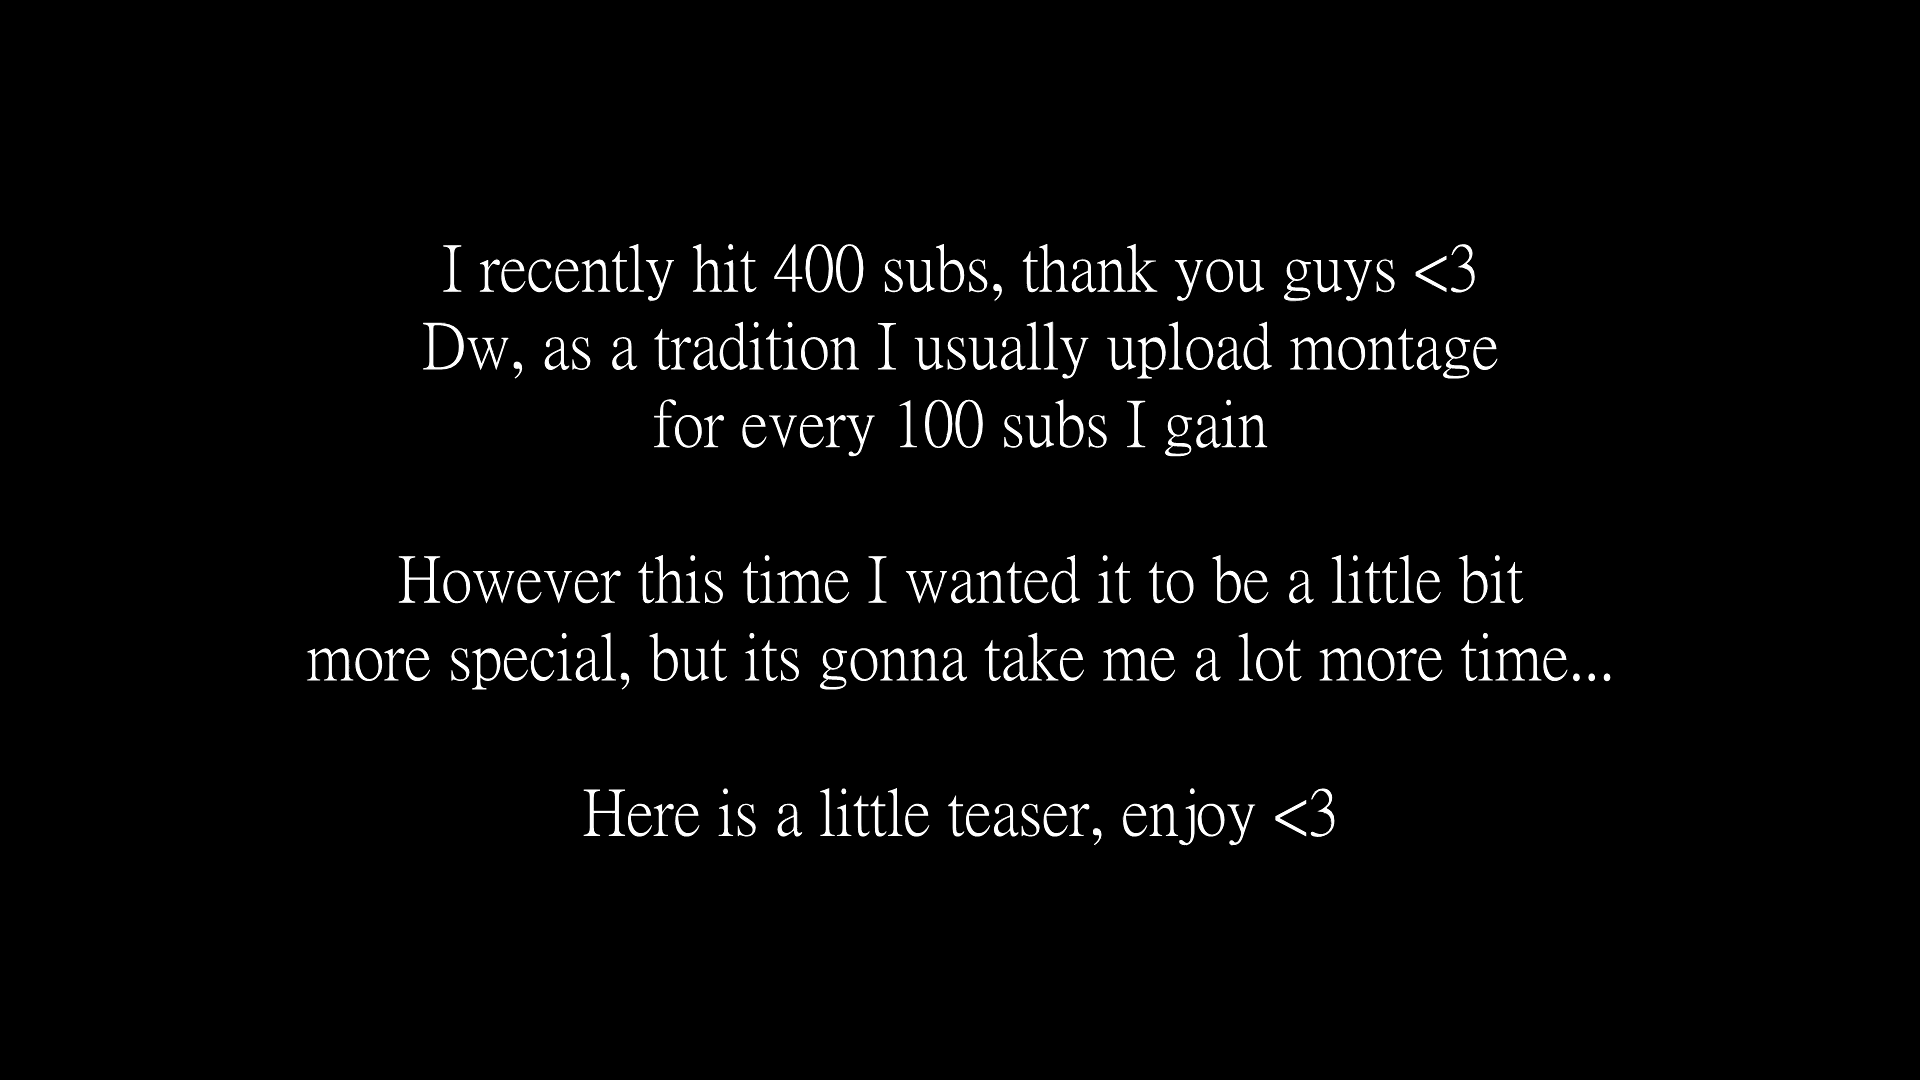 I recently hit 400 subs, thank you guys <3
Dw, as a tradition I usually upload montage
for every 100 subs I gain
However this time I wanted it to be a little bit
more special, but its gonna take me a lot more time...
Here is a little teaser, enjoy <3